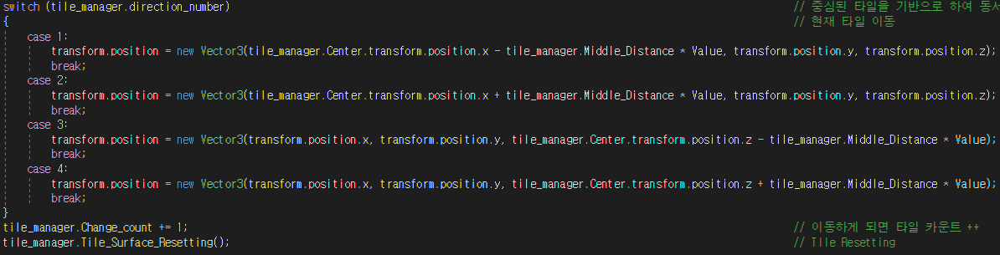 switch (tile_manager.direction_number) // 중심된 타일을 기반으로 하여 동서
{ // 현재 타일 이동
case 1:
transform.position = new Vector3(tile_manager.Center.transform.position.x - tile_manager.Middle_Distance * Value, transform.position.y, transform.position.z);
break;
case 2:
transform.position = new Vector3(tile_manager.Center.transform.position.x + tile_manager.Middle_Distance * Value, transform.position.y, transform.position.z);
break;
case 3:
transform.position = new Vector3(transform.position.x, transform.position.y, tile_manager.Center.transform.position.z - tile_manager.Middle_Distance * Value);
break;
case 4:
transform.position = new Vector3(transform.position.x, transform.position.y, tile_manager.Center.transform.position.z + tile_manager.Middle_Distance * Value);
break;
}
tile_manager.Change_count += 1; // 이동하게 되면 타일 카운트 ++
tile_manager.Tile_Surface_Resetting(); // Tile Resetting